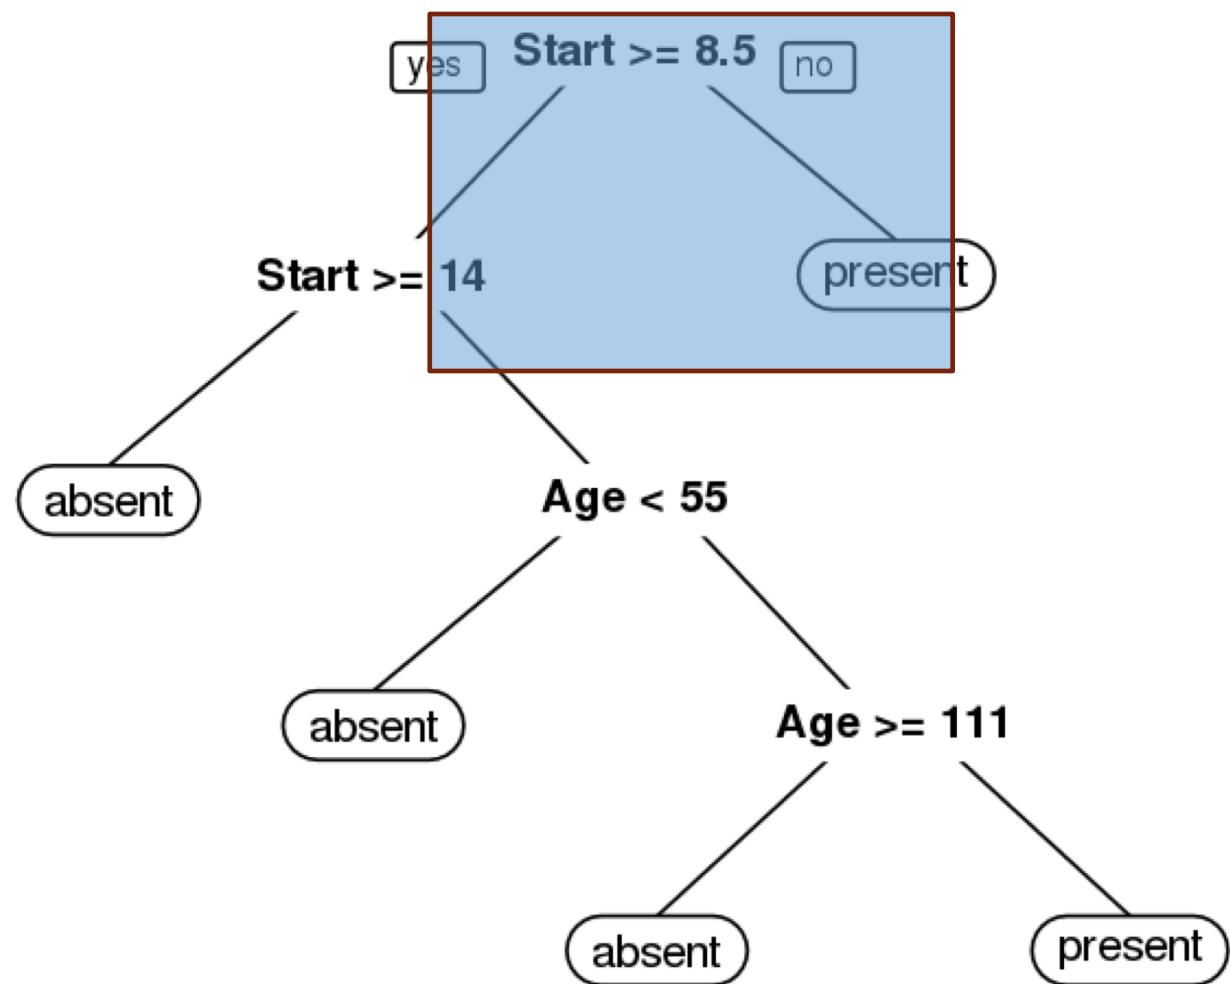 yes Start >= 8.5 no
Start >= 14 present
absent Age < 55
absent Age >= 111
absent present